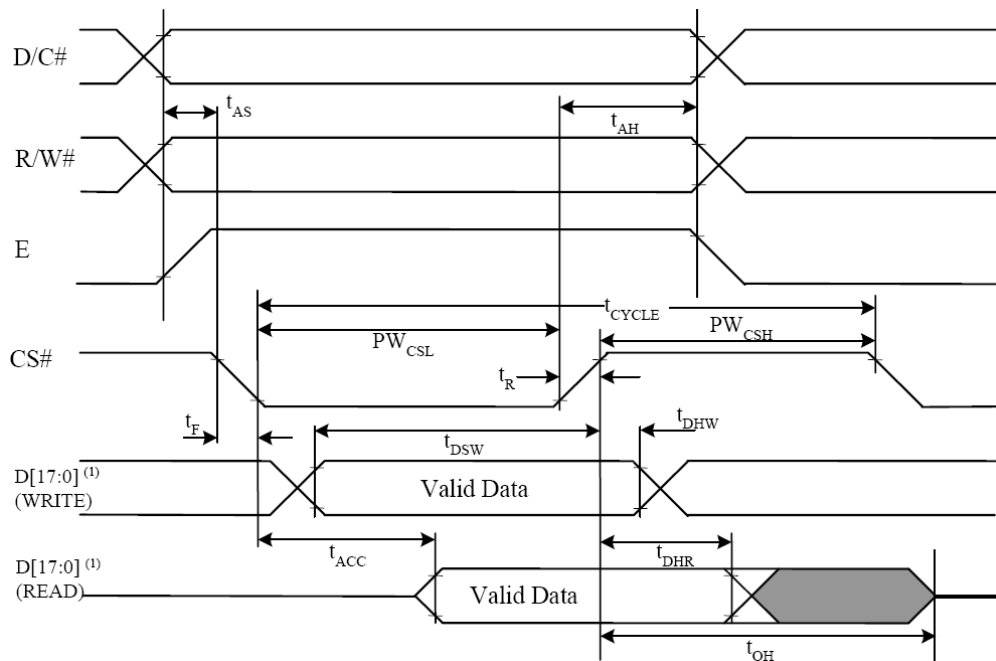 D/C#
t_AS
t_AH
R/W#
E
t_CYCLE
PW_CSL
PW_CSH
CS#
t_R
t_F
t_DSW
t_DHW
D[17:0] (1)
(WRITE)
Valid Data
t_ACC
t_DHR
D[17:0] (1)
(READ)
Valid Data
t_OH